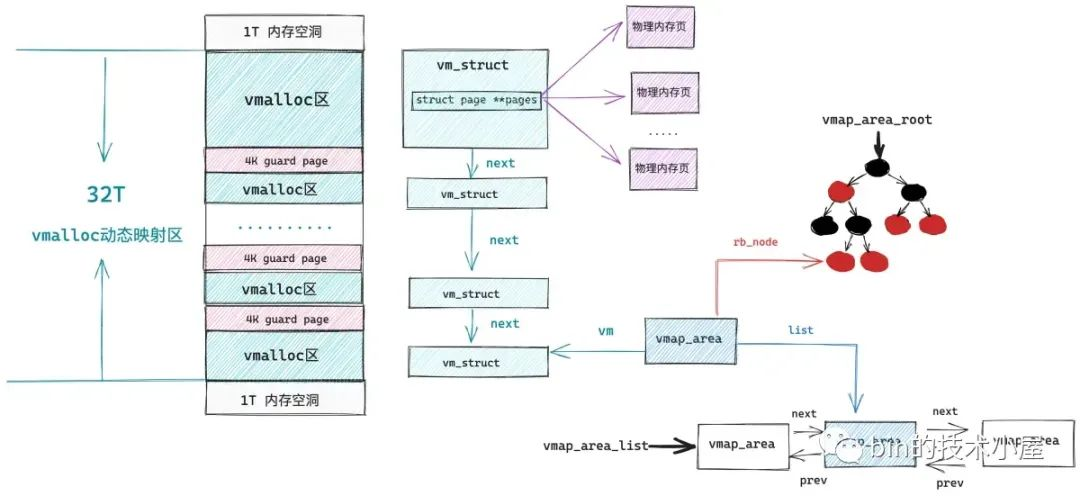 1T 内存空洞
vmalloc区
4K guard page
vmalloc区
..........
4K guard page
vmalloc区
4K guard page
vmalloc区
1T 内存空洞
32T
vmalloc动态映射区
vm_struct
struct page **pages
next
vm_struct
next
vm_struct
next
vm_struct
物理内存页
物理内存页
.....
物理内存页
vmap_area_root
rb_node
vm
vmap_area
list
vmap_area_list
vmap_area
next
prev
next
prev
bin的技术小屋